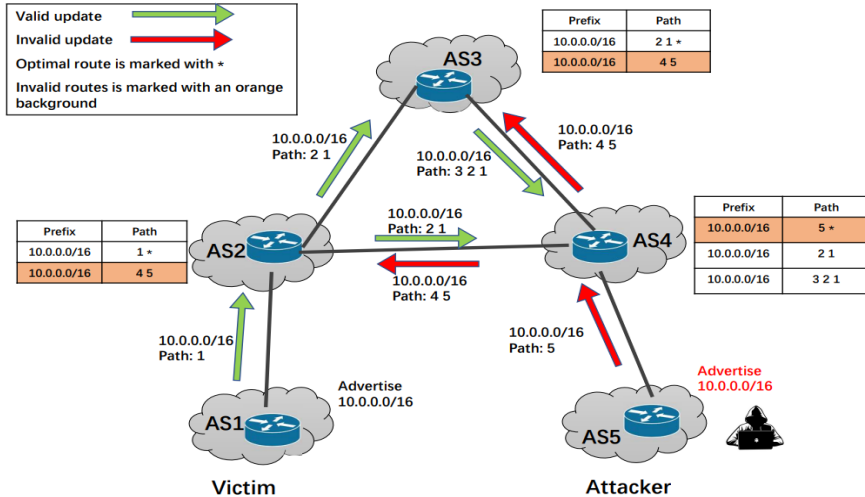 Valid update
Invalid update
Optimal route is marked with *
Invalid routes is marked with an orange
background
Prefix Path
10.0.0.0/16 2 1 *
10.0.0.0/16 4 5
AS3
10.0.0.0/16
Path: 2 1
10.0.0.0/16
Path: 3 2 1
10.0.0.0/16
Path: 4 5
Prefix Path
10.0.0.0/16 1 *
10.0.0.0/16 4 5
AS2
10.0.0.0/16
Path: 2 1
10.0.0.0/16
Path: 4 5
AS4
Prefix Path
10.0.0.0/16 5 *
10.0.0.0/16 2 1
10.0.0.0/16 3 2 1
10.0.0.0/16
Path: 1
10.0.0.0/16
Path: 5
Advertise
10.0.0.0/16
Advertise
10.0.0.0/16
AS1
AS5
Victim
Attacker